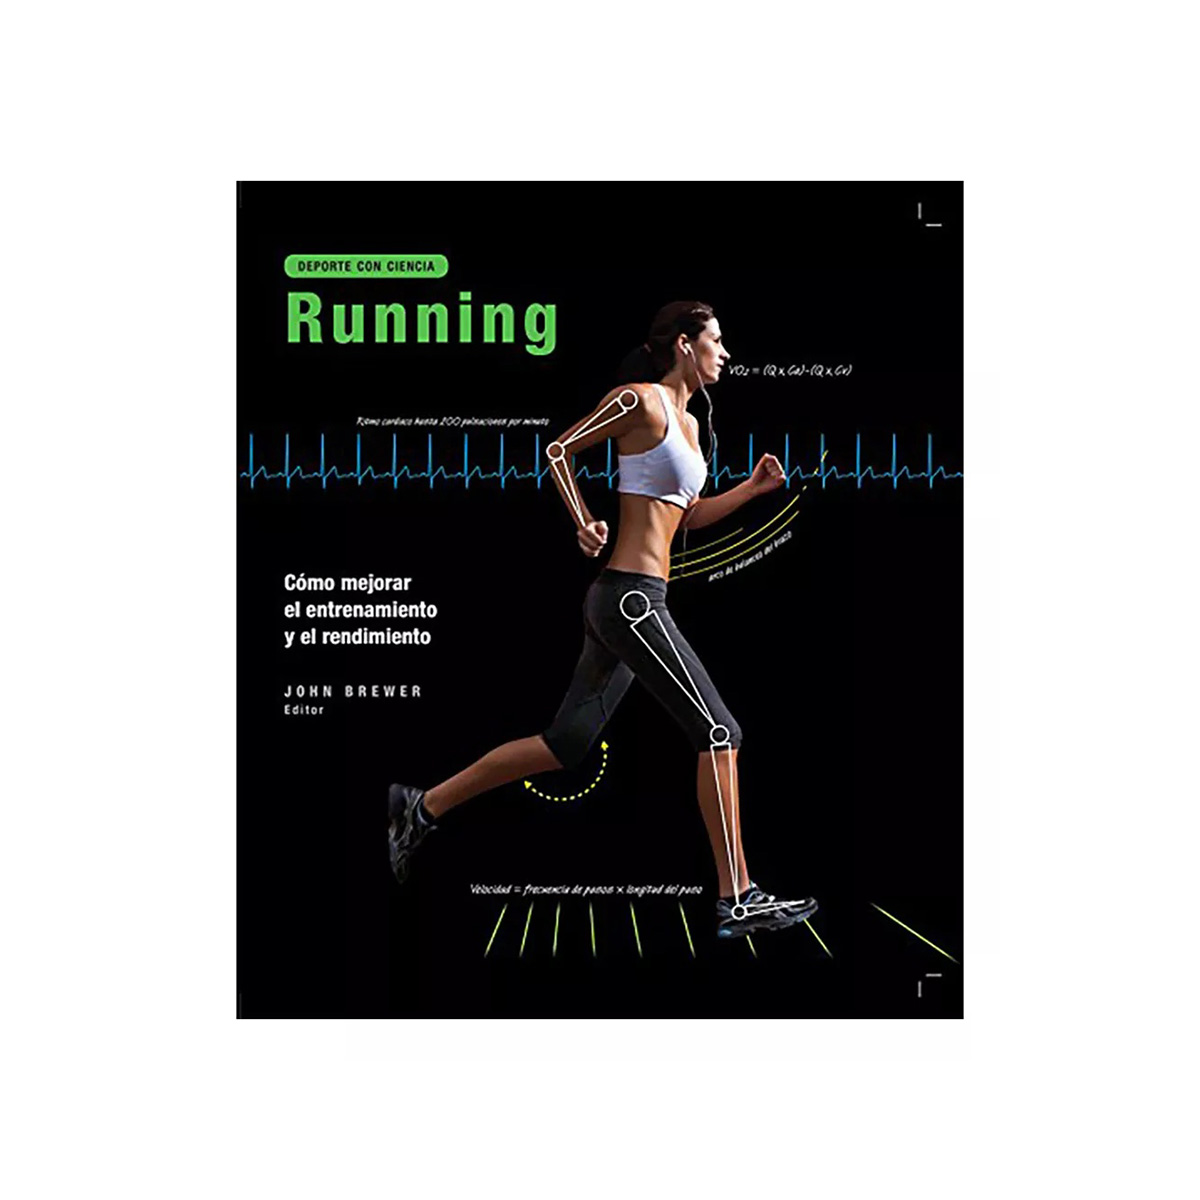 DEPORTE CON CIENCIA
Running
VO₂ = (Q x Ca)-(Q x Cv)
Ritmo cardiaco hasta 200 pulsaciones por minuto
arco de balanceo del brazo
Cómo mejorar
el entrenamiento
y el rendimiento
JOHN BREWER
Editor
Velocidad = frecuencia de pasos × longitud del paso